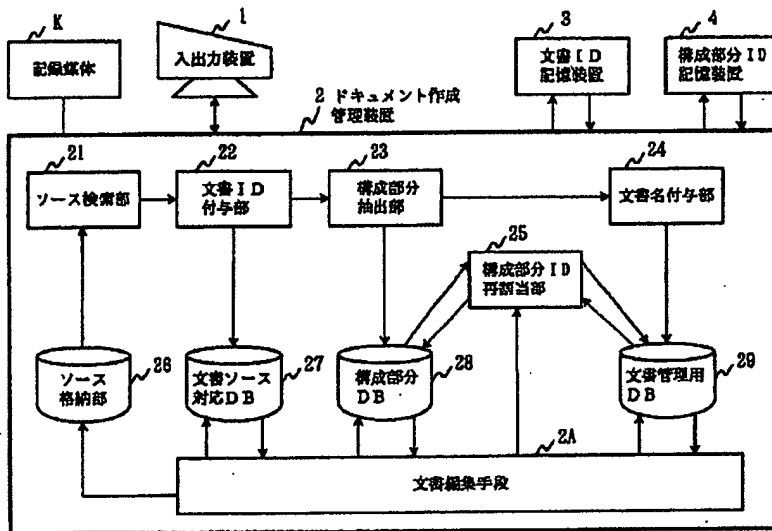 K
記録媒体
1
入出力装置
3
文書ID
記憶装置
4
構成部分ID
記憶装置
2 ドキュメント作成
管理装置
21
ソース検索部
22
文書ID
付与部
23
構成部分
抽出部
24
文書名付与部
25
構成部分ID
再割当部
26
ソース
格納部
27
文書ソース
対応DB
28
構成部分
DB
29
文書管理用
DB
2A
文書編集手段